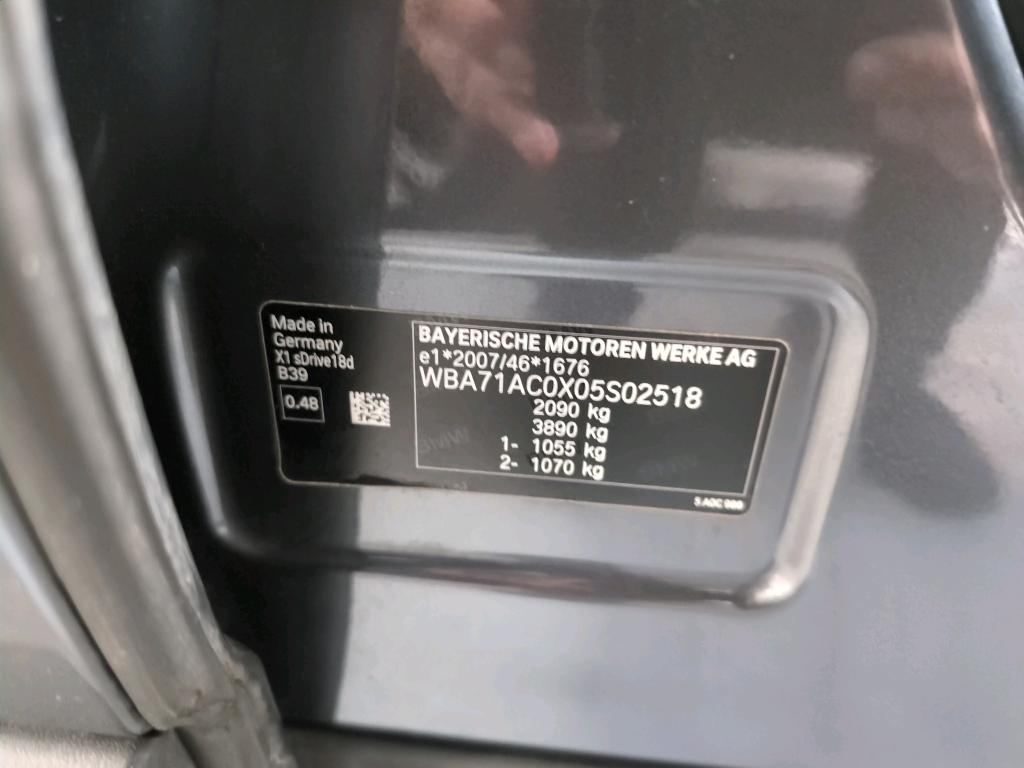 Made in
Germany
X1 sDrive18d
B39
0.48
BAYERISCHE MOTOREN WERKE AG
e1*2007/46*1676
WBA71AC0X05S02518
2090 kg
3890 kg
1- 1055 kg
2- 1070 kg